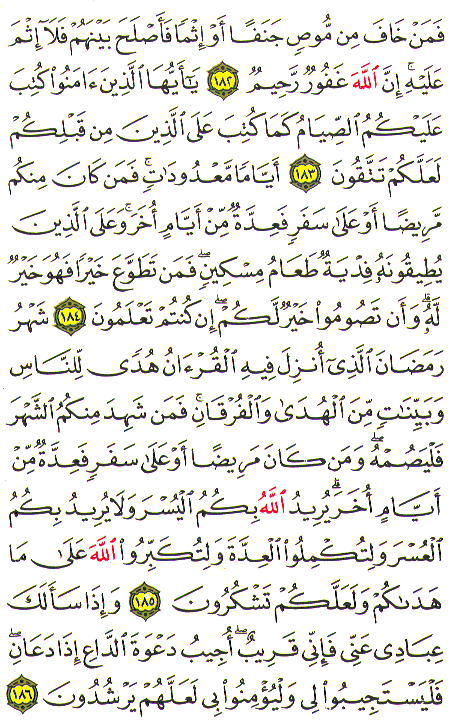 فَمَنْ خَافَ مِن مُّوصٍ جَنَفًا أَوْ إِثْمًا فَأَصْلَحَ بَيْنَهُمْ فَلَآ إِثْمَ
عَلَيْهِ ۚ إِنَّ ٱللَّهَ غَفُورٌ رَّحِيمٌ ١٨٢ يَـٰٓأَيُّهَا ٱلَّذِينَ ءَامَنُوا۟ كُتِبَ
عَلَيْكُمُ ٱلصِّيَامُ كَمَا كُتِبَ عَلَى ٱلَّذِينَ مِن قَبْلِكُمْ
لَعَلَّكُمْ تَتَّقُونَ ١٨٣ أَيَّامًا مَّعْدُودَٰتٍ ۚ فَمَن كَانَ مِنكُم
مَّرِيضًا أَوْ عَلَىٰ سَفَرٍ فَعِدَّةٌ مِّنْ أَيَّامٍ أُخَرَ ۚ وَعَلَى ٱلَّذِينَ
يُطِيقُونَهُۥ فِدْيَةٌ طَعَامُ مِسْكِينٍ ۖ فَمَن تَطَوَّعَ خَيْرًا فَهُوَ خَيْرٌ
لَّهُۥ ۚ وَأَن تَصُومُوا۟ خَيْرٌ لَّكُمْ ۖ إِن كُنتُمْ تَعْلَمُونَ ١٨٤ شَهْرُ
رَمَضَانَ ٱلَّذِىٓ أُنزِلَ فِيهِ ٱلْقُرْءَانُ هُدًى لِّلنَّاسِ
وَبَيِّنَـٰتٍ مِّنَ ٱلْهُدَىٰ وَٱلْفُرْقَانِ ۚ فَمَن شَهِدَ مِنكُمُ ٱلشَّهْرَ
فَلْيَصُمْهُ ۖ وَمَن كَانَ مَرِيضًا أَوْ عَلَىٰ سَفَرٍ فَعِدَّةٌ مِّنْ
أَيَّامٍ أُخَرَ ۗ يُرِيدُ ٱللَّهُ بِكُمُ ٱلْيُسْرَ وَلَا يُرِيدُ بِكُمُ
ٱلْعُسْرَ وَلِتُكْمِلُوا۟ ٱلْعِدَّةَ وَلِتُكَبِّرُوا۟ ٱللَّهَ عَلَىٰ مَا
هَدَىٰكُمْ وَلَعَلَّكُمْ تَشْكُرُونَ ١٨٥ وَإِذَا سَأَلَكَ
عِبَادِى عَنِّى فَإِنِّى قَرِيبٌ ۖ أُجِيبُ دَعْوَةَ ٱلدَّاعِ إِذَا دَعَانِ ۖ
فَلْيَسْتَجِيبُوا۟ لِى وَلْيُؤْمِنُوا۟ بِى لَعَلَّهُمْ يَرْشُدُونَ ١٨٦